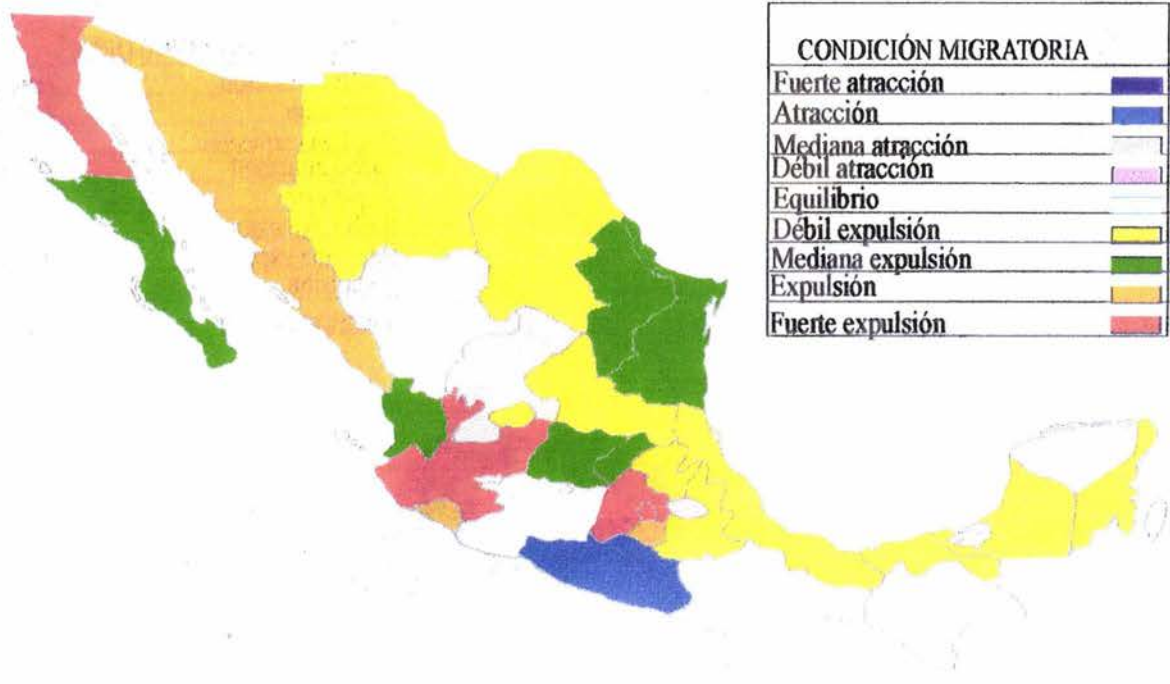 CONDICIÓN MIGRATORIA
Fuerte atracción
Atracción
Mediana atracción
Débil atracción
Equilibrio
Débil expulsión
Mediana expulsión
Expulsión
Fuerte expulsión